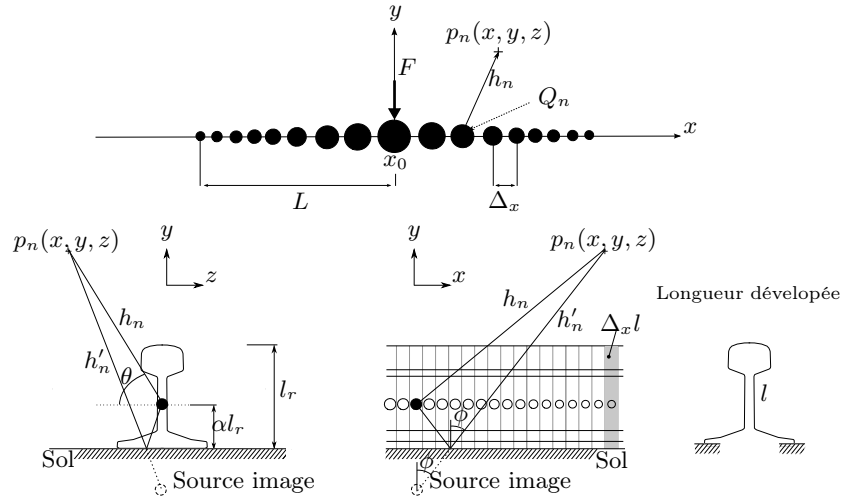 y
p_n(x, y, z)
F
h_n
Q_n
x
x_0
L
Δ_x
y
p_n(x, y, z)
z
h_n
h′_n
θ
l_r
αl_r
Sol
Source image
y
p_n(x, y, z)
x
h_n
h′_n
Δ_x l
ϕ
ϕ
Sol
Source image
Longueur dévelopée
l